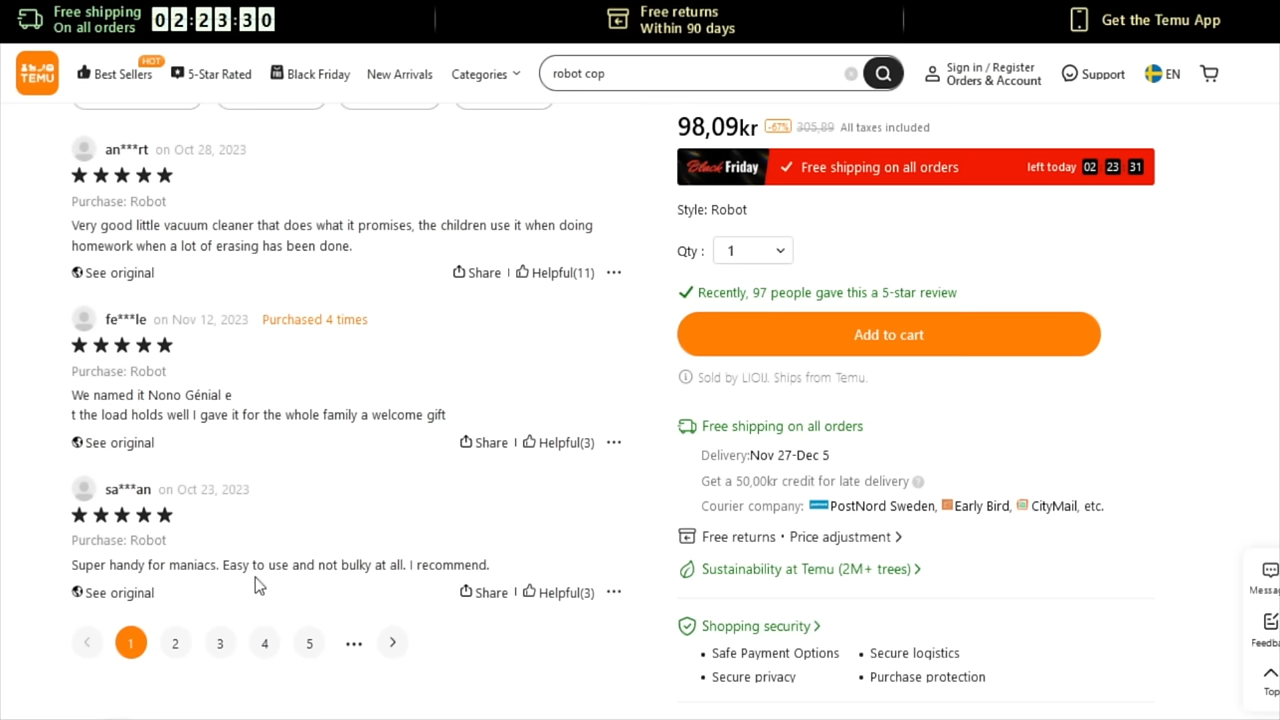 Free shipping
On all orders
02:23:30
Free returns
Within 90 days
Get the Temu App
TEMU
Best Sellers
HOT
5-Star Rated
Black Friday
New Arrivals
Categories
robot cop
Sign in / Register
Orders & Account
Support
EN
an***rt on Oct 28, 2023
Purchase: Robot
Very good little vacuum cleaner that does what it promises, the children use it when doing
homework when a lot of erasing has been done.
See original
Share
Helpful(11)
fe***le on Nov 12, 2023 Purchased 4 times
Purchase: Robot
We named it Nono Génial e
t the load holds well I gave it for the whole family a welcome gift
See original
Share
Helpful(3)
sa***an on Oct 23, 2023
Purchase: Robot
Super handy for maniacs. Easy to use and not bulky at all. I recommend.
See original
Share
Helpful(3)
1 2 3 4 5 •••
98,09kr -67% 305,89 All taxes included
Black Friday
Free shipping on all orders
left today 02 23 31
Style: Robot
Qty : 1
Recently, 97 people gave this a 5-star review
Add to cart
Sold by LIOU. Ships from Temu.
Free shipping on all orders
Delivery:Nov 27-Dec 5
Get a 50,00kr credit for late delivery
Courier company: PostNord Sweden, Early Bird, CityMail, etc.
Free returns · Price adjustment
Sustainability at Temu (2M+ trees)
Shopping security
• Safe Payment Options • Secure logistics
• Secure privacy • Purchase protection
Messag
Feedba
Top